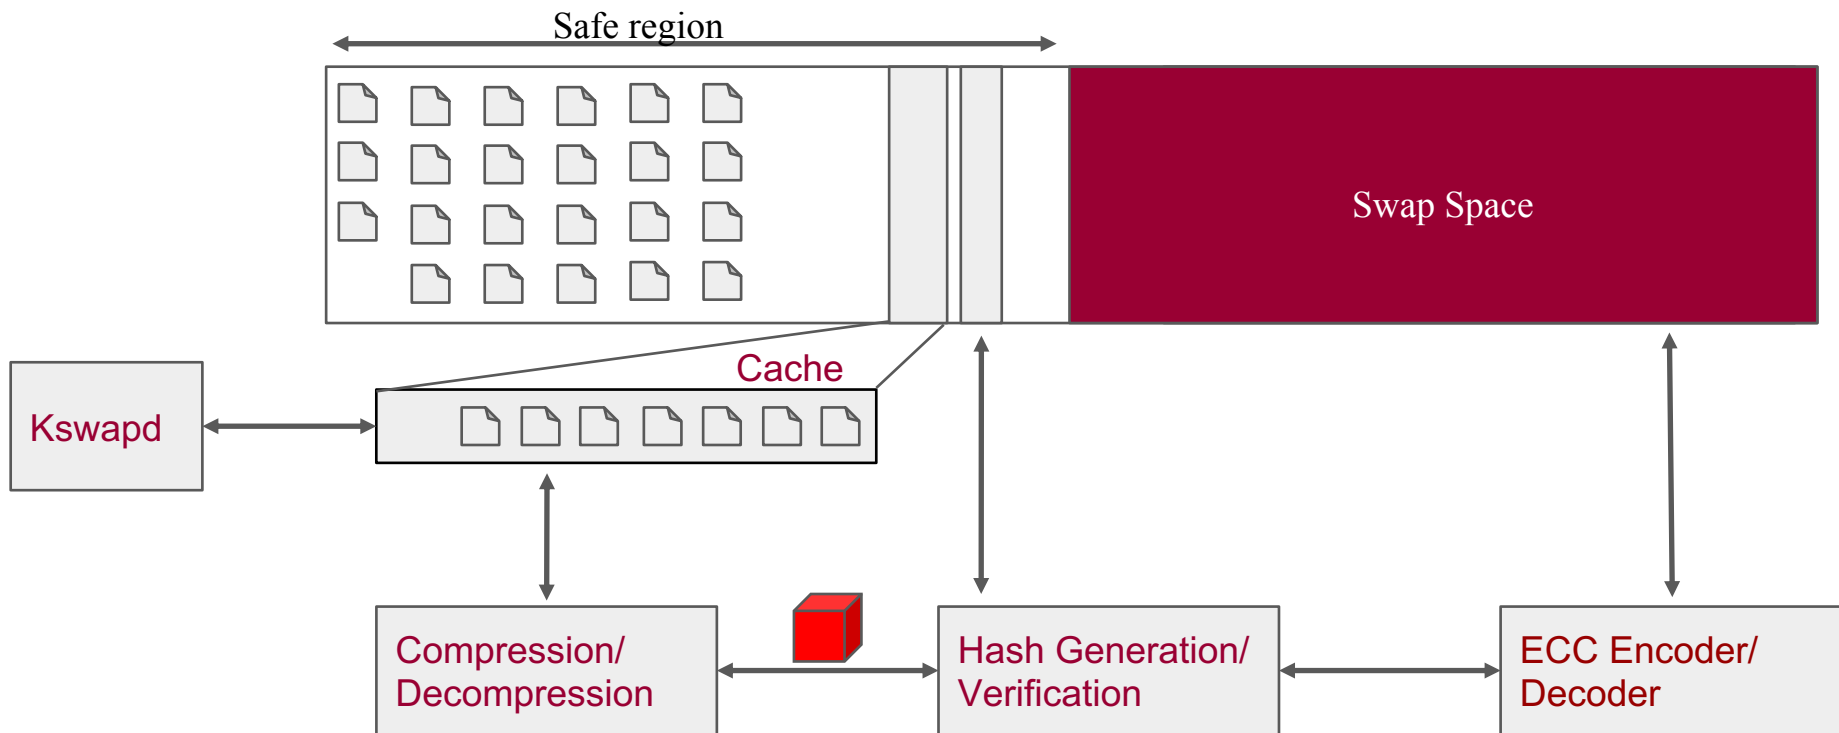 Safe region
Swap Space
Cache
Kswapd
Compression/
Decompression
Hash Generation/
Verification
ECC Encoder/
Decoder